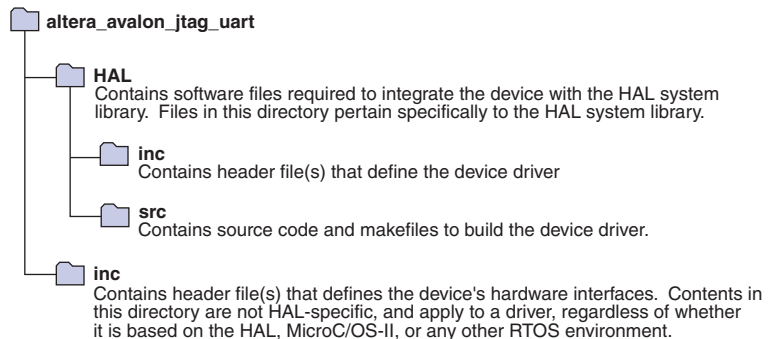 altera_avalon_jtag_uart
HAL
Contains software files required to integrate the device with the HAL system
library.  Files in this directory pertain specifically to the HAL system library.
inc
Contains header file(s) that define the device driver
src
Contains source code and makefiles to build the device driver.
inc
Contains header file(s) that defines the device's hardware interfaces.  Contents in
this directory are not HAL-specific, and apply to a driver, regardless of whether
it is based on the HAL, MicroC/OS-II, or any other RTOS environment.